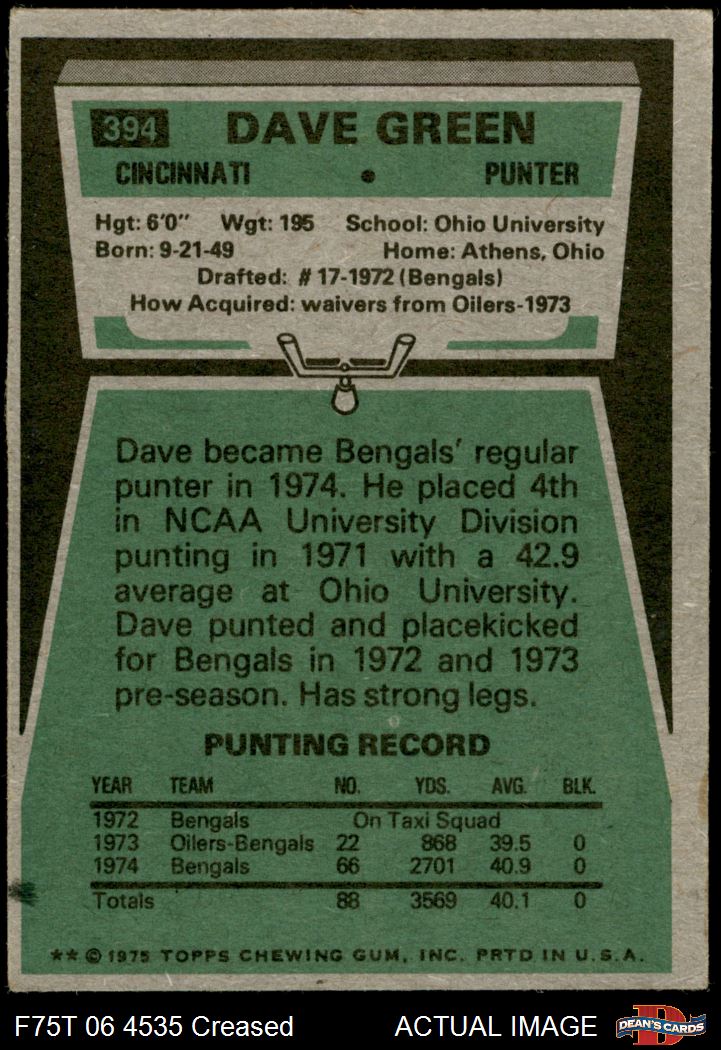 394 DAVE GREEN
CINCINNATI • PUNTER
Hgt: 6'0" Wgt: 195 School: Ohio University
Born: 9-21-49 Home: Athens, Ohio
Drafted: #17-1972 (Bengals)
How Acquired: waivers from Oilers-1973
Dave became Bengals' regular
punter in 1974. He placed 4th
in NCAA University Division
punting in 1971 with a 42.9
average at Ohio University.
Dave punted and placekicked
for Bengals in 1972 and 1973
pre-season. Has strong legs.
PUNTING RECORD
YEAR TEAM NO. YDS. AVG. BLK.
1972 Bengals On Taxi Squad
1973 Oilers-Bengals 22 868 39.5 0
1974 Bengals 66 2701 40.9 0
Totals 88 3569 40.1 0
** © 1975 TOPPS CHEWING GUM, INC. PRTD. IN U.S.A.
F75T 06 4535 Creased ACTUAL IMAGE
D
DEAN'S CARDS